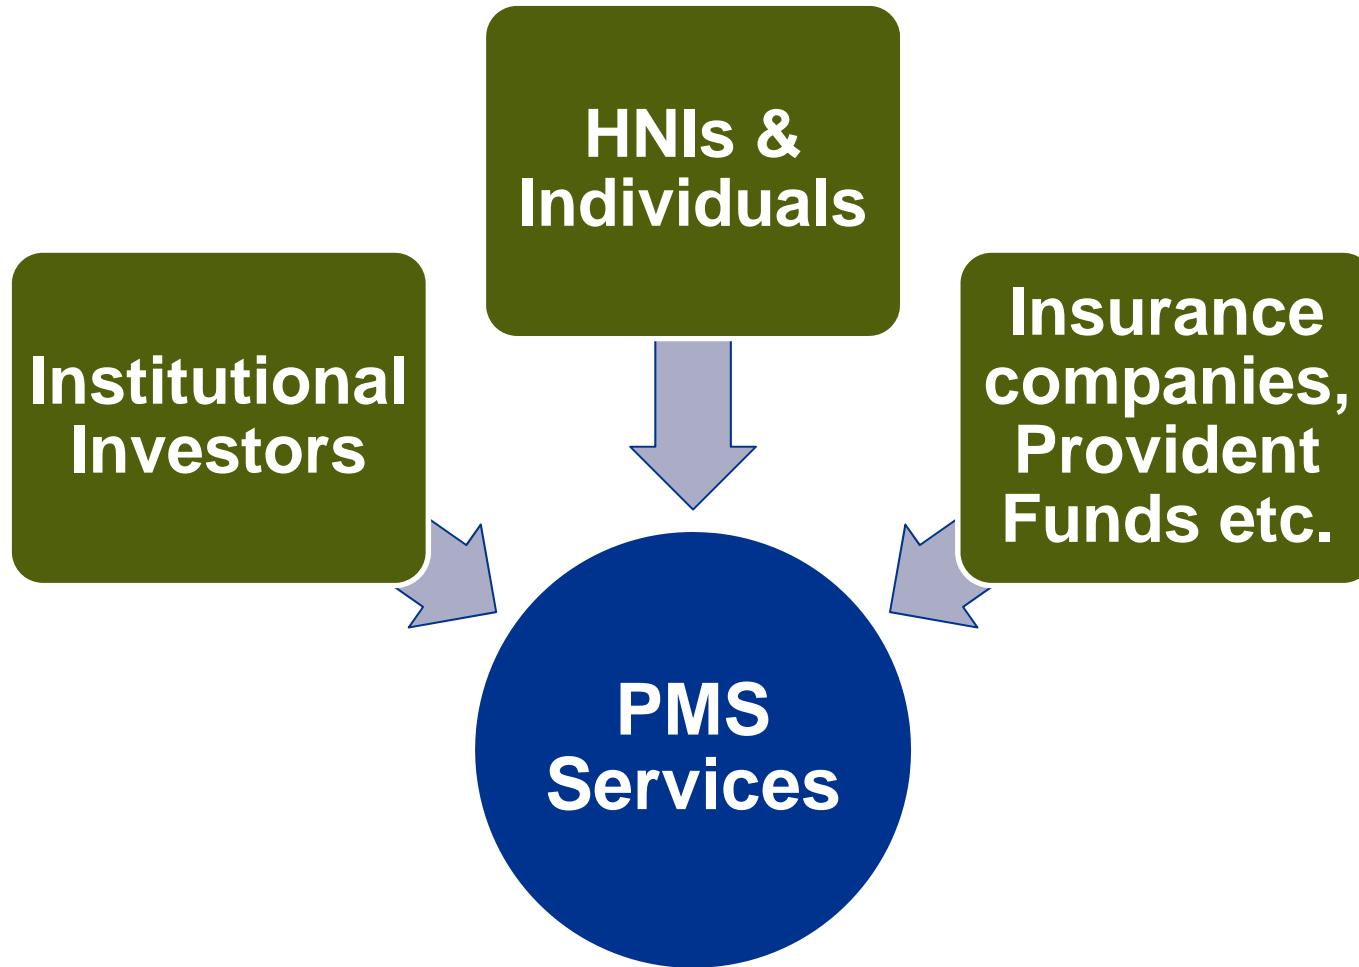 HNIs &
Individuals
Institutional
Investors
Insurance
companies,
Provident
Funds etc.
PMS
Services